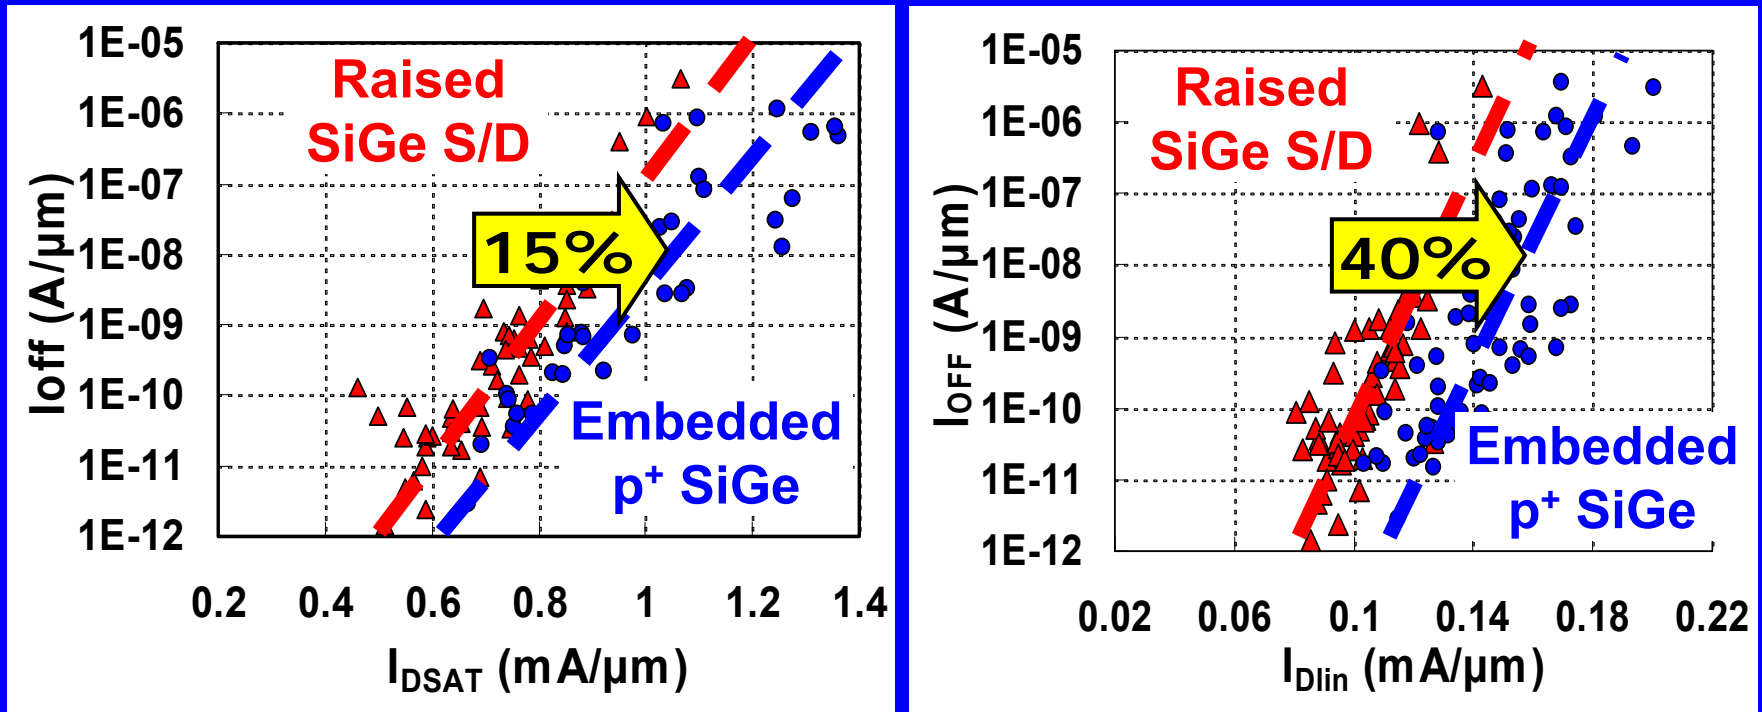 1E-05
1E-06
1E-07
1E-08
1E-09
1E-10
1E-11
1E-12
Ioff (A/µm)
Raised
SiGe S/D
15%
Embedded
p+ SiGe
0.2 0.4 0.6 0.8 1 1.2 1.4
IDSAT (mA/µm)
1E-05
1E-06
1E-07
1E-08
1E-09
1E-10
1E-11
1E-12
IOFF (A/µm)
Raised
SiGe S/D
40%
Embedded
p+ SiGe
0.02 0.06 0.1 0.14 0.18 0.22
IDlin (mA/µm)